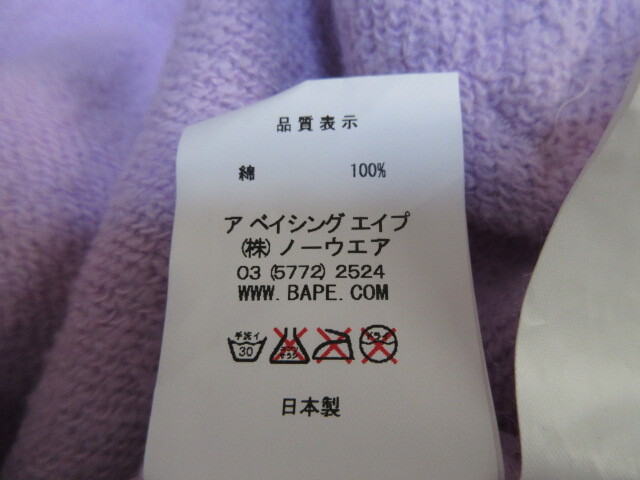 品質表示
綿 100%
ア ベイシング エイプ
(株) ノーウエア
03 (5772) 2524
WWW. BAPE. COM
手洗イ
30
日本製